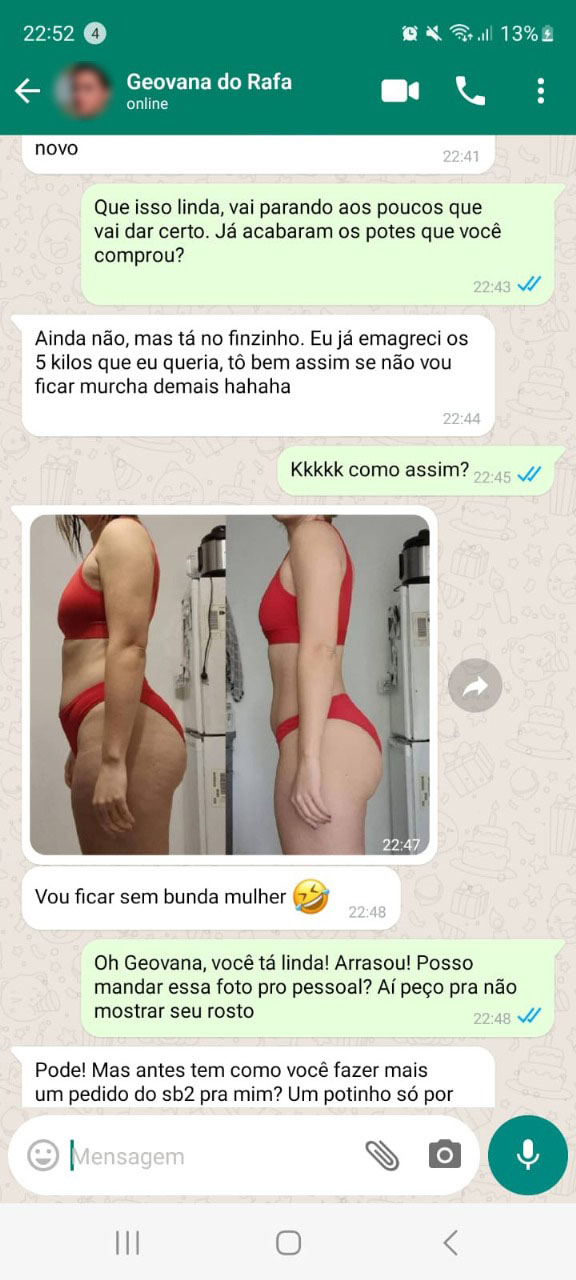 22:52 4 13%
Geovana do Rafa
online
novo
22:41
Que isso linda, vai parando aos poucos que
vai dar certo. Já acabaram os potes que você
comprou?
22:43
Ainda não, mas tá no finzinho. Eu já emagreci os
5 kilos que eu queria, tô bem assim se não vou
ficar murcha demais hahaha
22:44
Kkkkk como assim? 22:45
22:47
Vou ficar sem bunda mulher 🤣
22:48
Oh Geovana, você tá linda! Arrasou! Posso
mandar essa foto pro pessoal? Aí peço pra não
mostrar seu rosto
22:48
Pode! Mas antes tem como você fazer mais
um pedido do sb2 pra mim? Um potinho só por
Mensagem